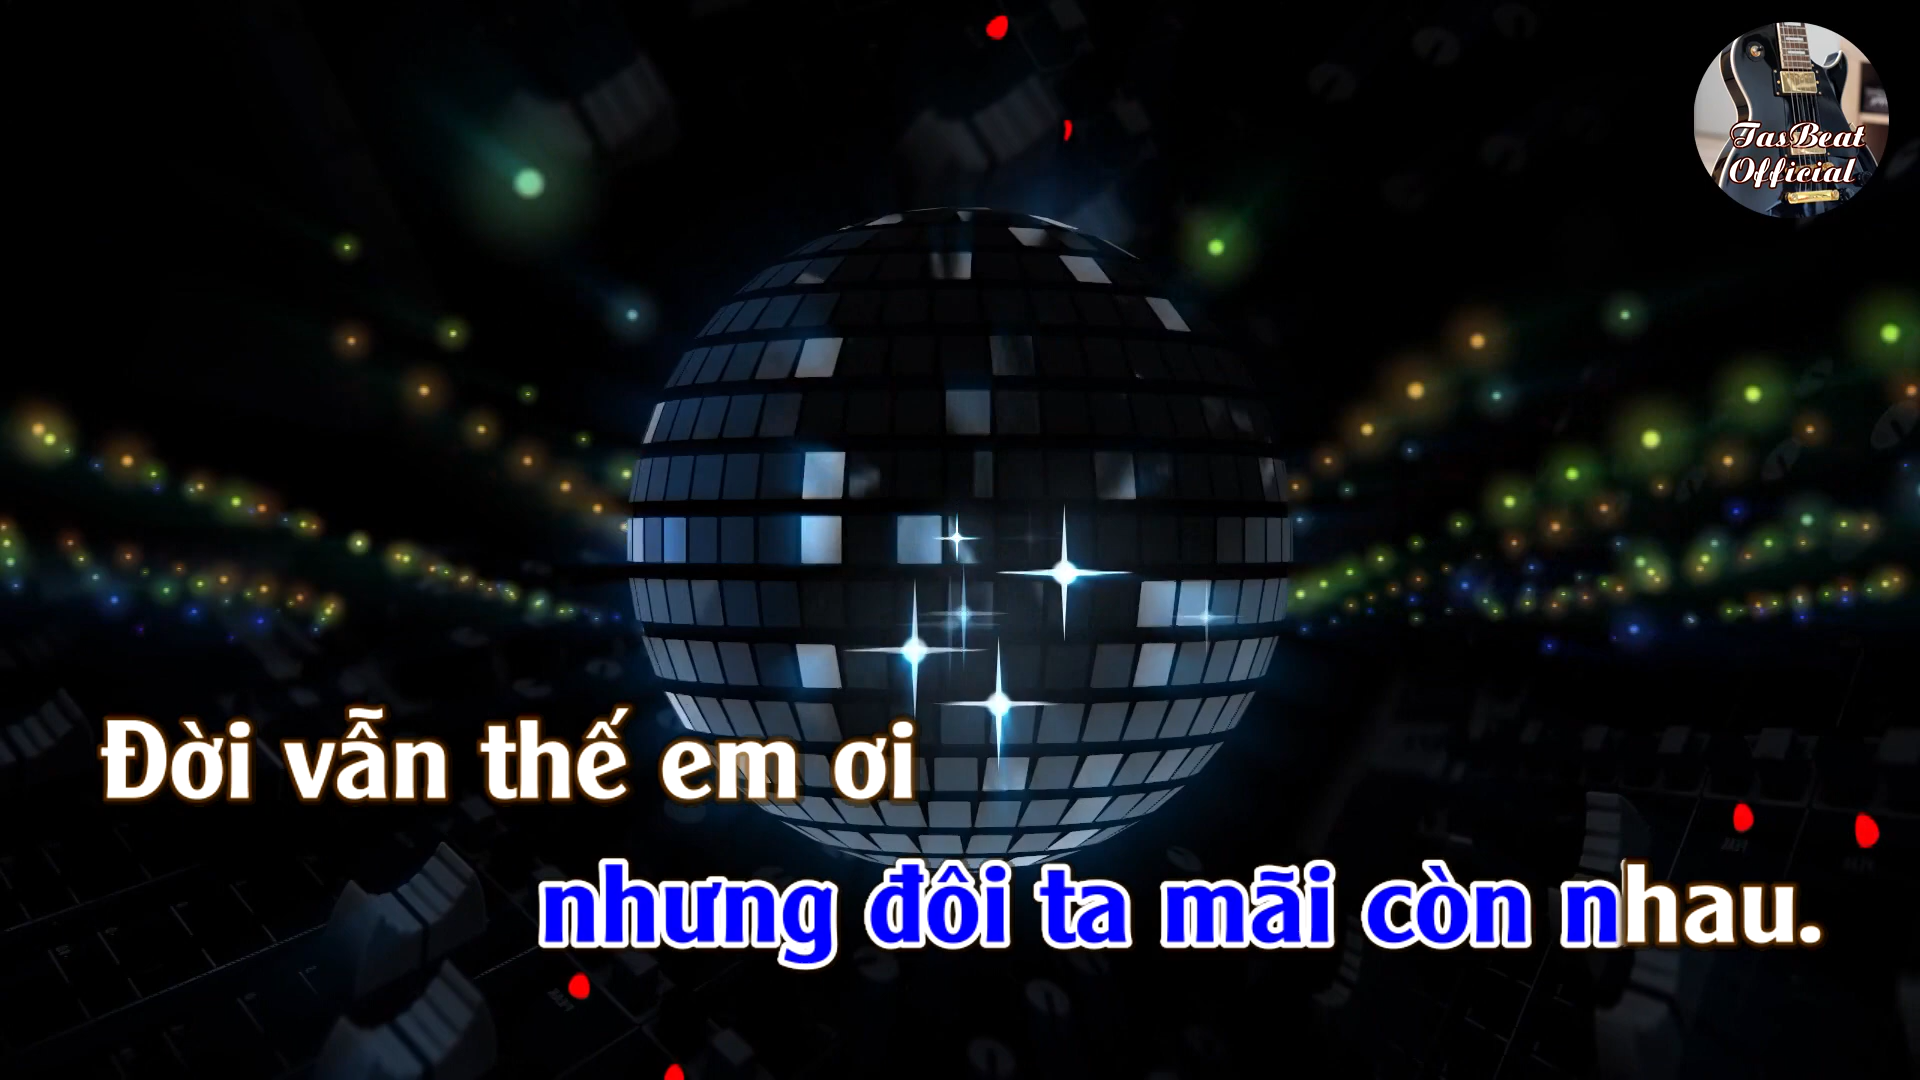 TasBeat
Official
Đời vẫn thế em ơi
nhưng đôi ta mãi còn nhau.